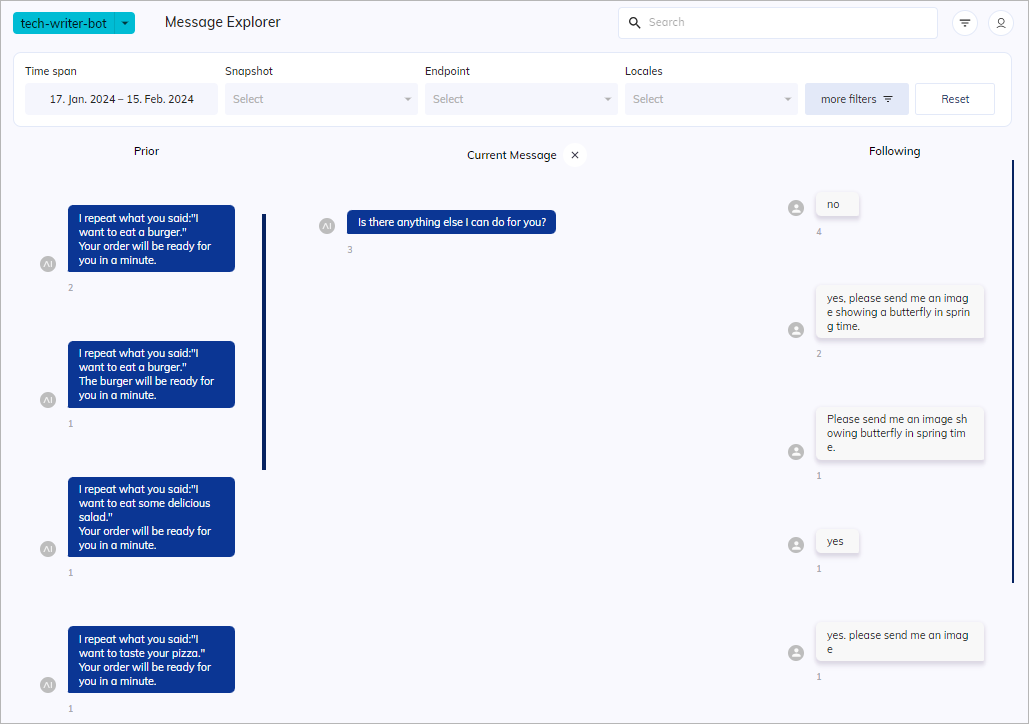 tech-writer-bot
Message Explorer
Search
Time span
Snapshot
Endpoint
Locales
17. Jan. 2024 – 15. Feb. 2024
Select
Select
Select
more filters
Reset
Prior
Current Message
Following
I repeat what you said:"I
want to eat a burger."
Your order will be ready for
you in a minute.
AI
2
I repeat what you said:"I
want to eat a burger."
The burger will be ready for
you in a minute.
AI
1
I repeat what you said:"I
want to eat some delicious
salad."
Your order will be ready for
you in a minute.
AI
1
I repeat what you said:"I
want to taste your pizza."
Your order will be ready for
you in a minute.
AI
1
Is there anything else I can do for you?
AI
3
no
4
yes, please send me an imag
e showing a butterfly in sprin
g time.
2
Please send me an image sh
owing butterfly in spring tim
e.
1
yes
1
yes. please send me an imag
e
1